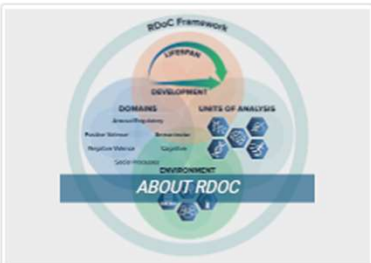 RDoC Framework
LIFESPAN
DEVELOPMENT
DOMAINS
UNITS OF ANALYSIS
Arousal/Regulatory
Positive Valence
Sensorimotor
Negative Valence
Cognitive
Social Processes
ENVIRONMENT
ABOUT RDOC